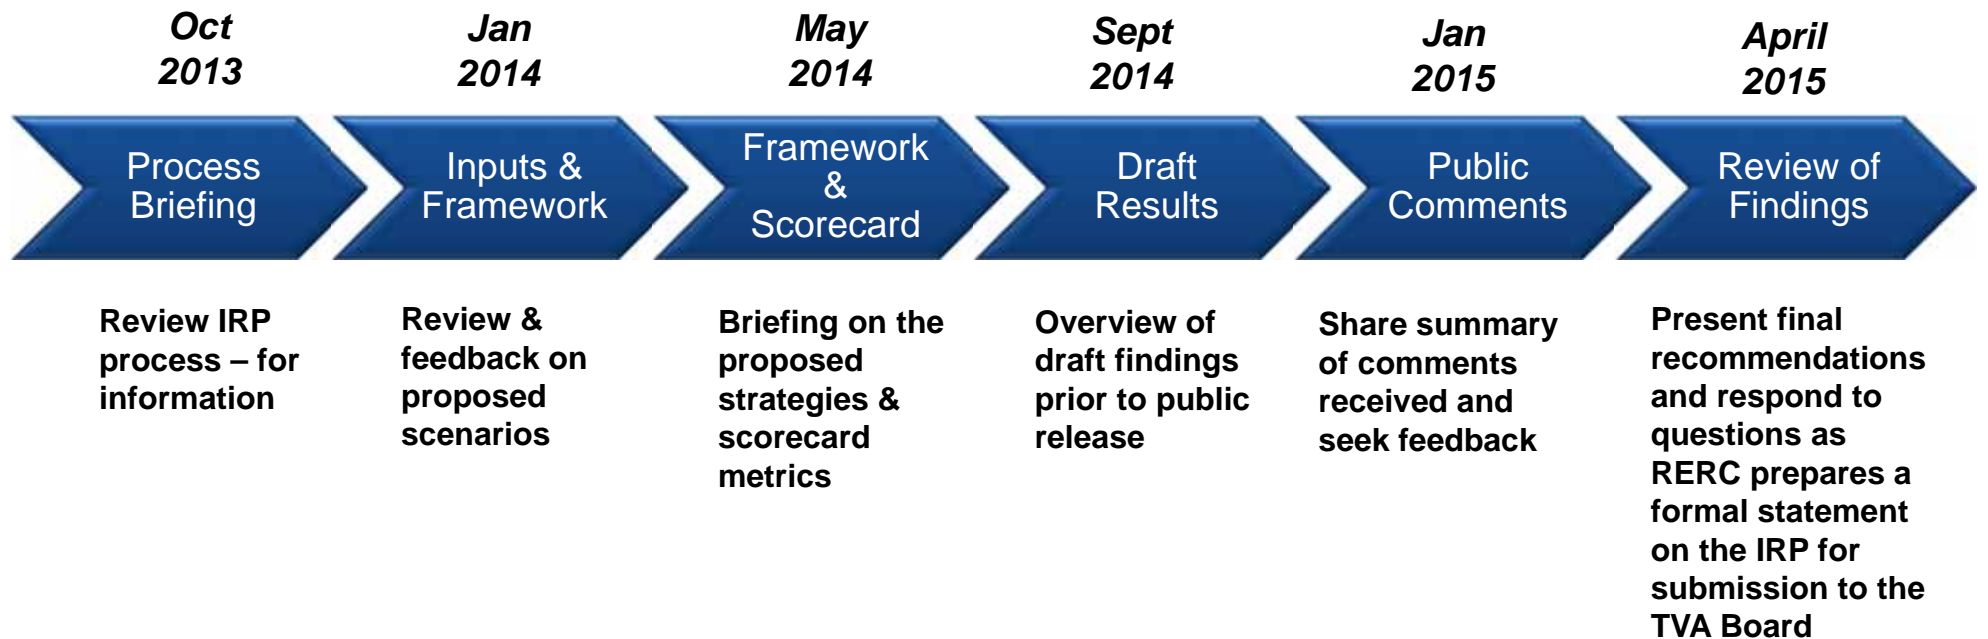 Oct
2013
Jan
2014
May
2014
Sept
2014
Jan
2015
April
2015
Process
Briefing
Inputs &
Framework
Framework
&
Scorecard
Draft
Results
Public
Comments
Review of
Findings
Review IRP
process – for
information
Review &
feedback on
proposed
scenarios
Briefing on the
proposed
strategies &
scorecard
metrics
Overview of
draft findings
prior to public
release
Share summary
of comments
received and
seek feedback
Present final
recommendations
and respond to
questions as
RERC prepares a
formal statement
on the IRP for
submission to the
TVA Board